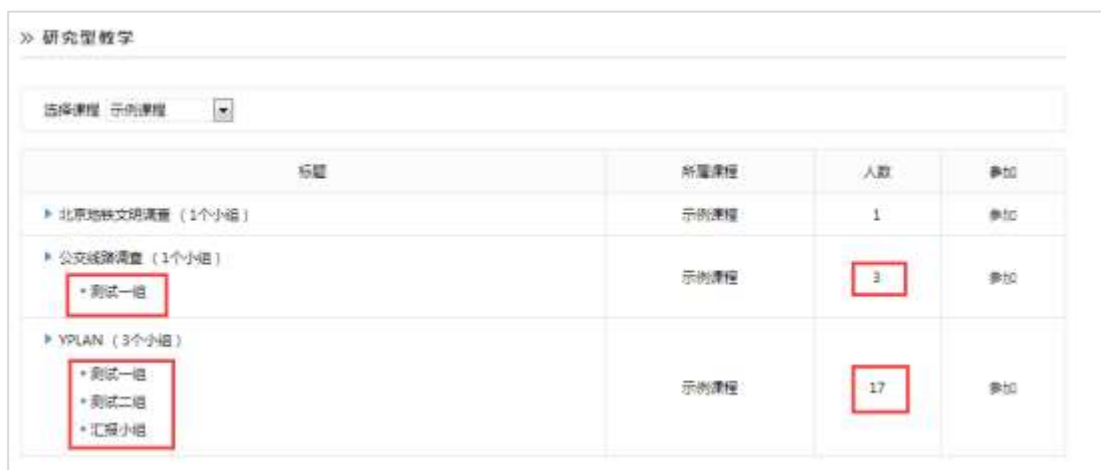 » 研究型教学
选择课程 示例课程
标题 所属课程 人数 参加
北京地铁文明调查 (1个小组) 示例课程 1 参加
公交线路调查 (1个小组)
测试一组
示例课程 3 参加
YPLAN (3个小组)
测试一组
测试二组
汇报小组
示例课程 17 参加